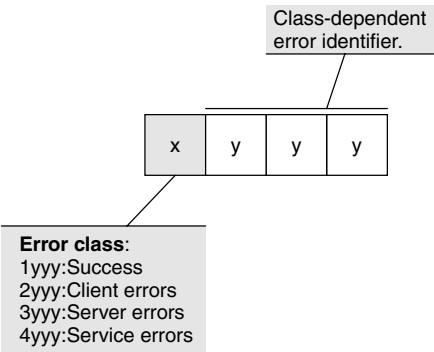 Class-dependent
error identifier.
x y y y
Error class:
1yyy:Success
2yyy:Client errors
3yyy:Server errors
4yyy:Service errors